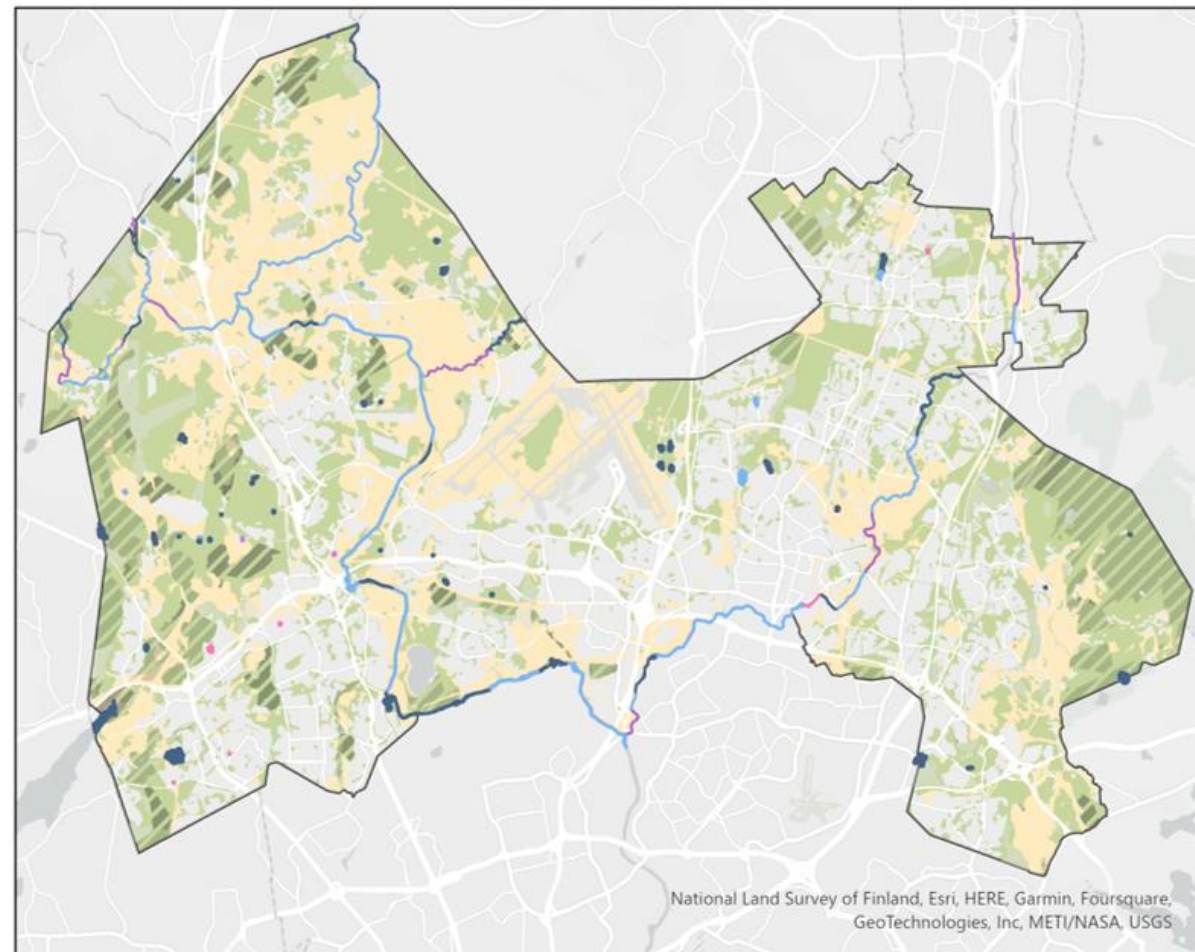 National Land Survey of Finland, Esri, HERE, Garmin, Foursquare,
GeoTechnologies, Inc, METI/NASA, USGS